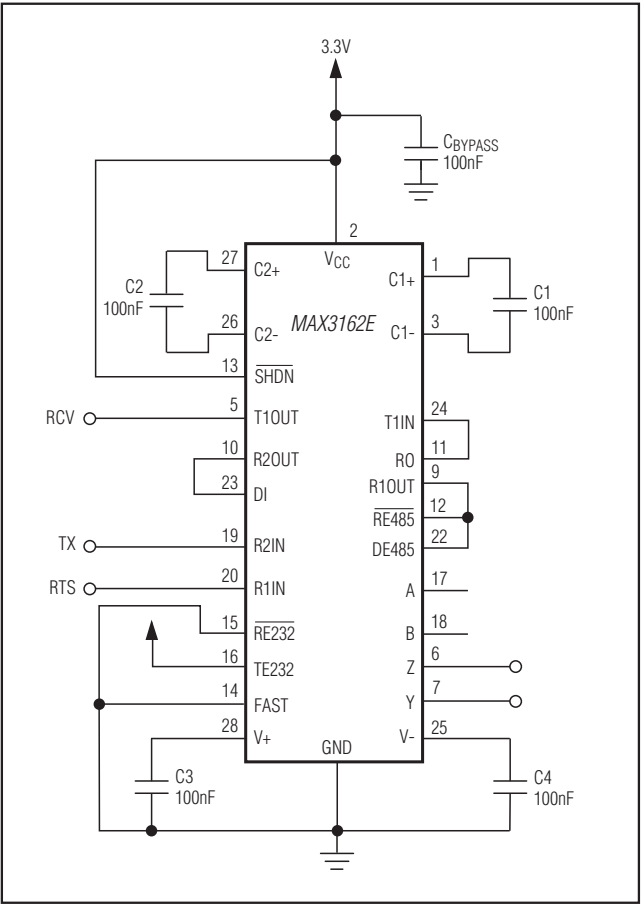 3.3V
CBYPASS
100nF
2
VCC
27
C2+
1
C1+
C2
100nF
C1
100nF
MAX3162E
26
C2-
3
C1-
13
SHDN
RCV
5
T1OUT
24
T1IN
10
R2OUT
11
RO
23
DI
9
R1OUT
12
RE485
TX
19
R2IN
22
DE485
RTS
20
R1IN
17
A
15
RE232
18
B
16
TE232
6
Z
14
FAST
7
Y
28
V+
25
V-
GND
C3
100nF
C4
100nF